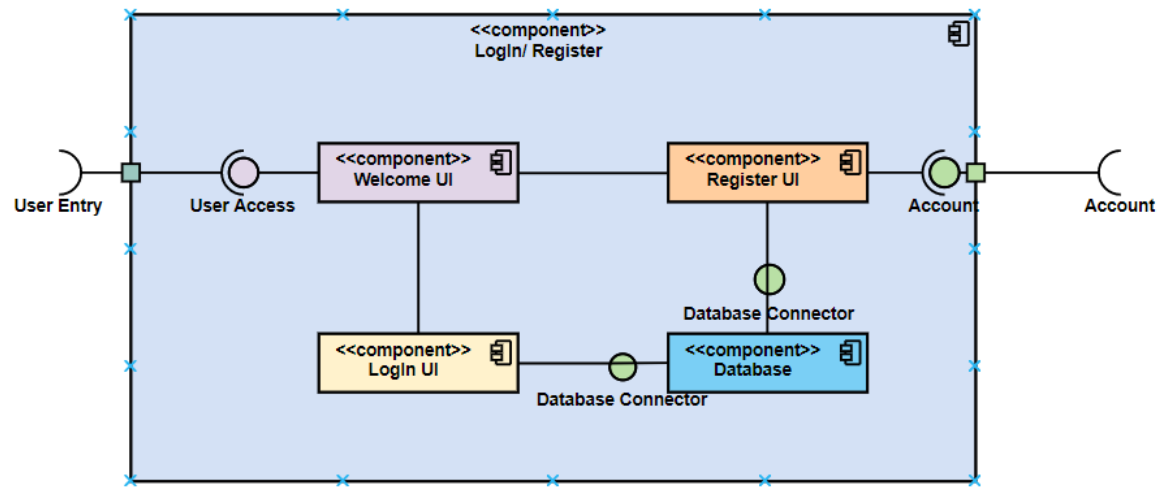 <<component>>
LogIn/ Register
User Entry
User Access
<<component>>
Welcome UI
<<component>>
Register UI
Account
Account
Database Connector
<<component>>
LogIn UI
Database Connector
<<component>>
Database